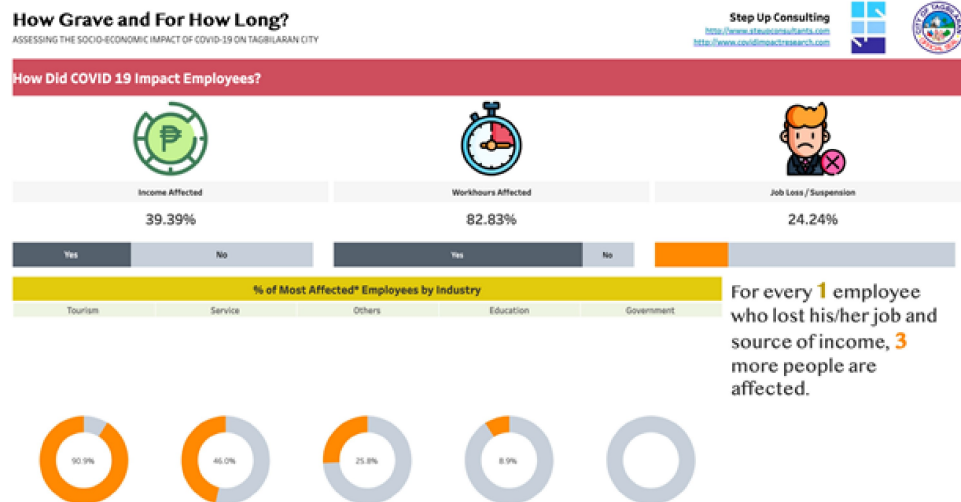 How Grave and For How Long?
ASSESSING THE SOCIO-ECONOMIC IMPACT OF COVID-19 ON TAGBILARAN CITY
Step Up Consulting
http://www.stepupconsultants.com
http://www.covidimpactresearch.com
How Did COVID 19 Impact Employees?
Income Affected
Workhours Affected
Job Loss / Suspension
39.39%
82.83%
24.24%
Yes
No
Yes
No
% of Most Affected* Employees by Industry
Tourism
Service
Others
Education
Government
For every 1 employee
who lost his/her job and
source of income, 3
more people are
affected.
90.9%
46.0%
25.8%
8.9%